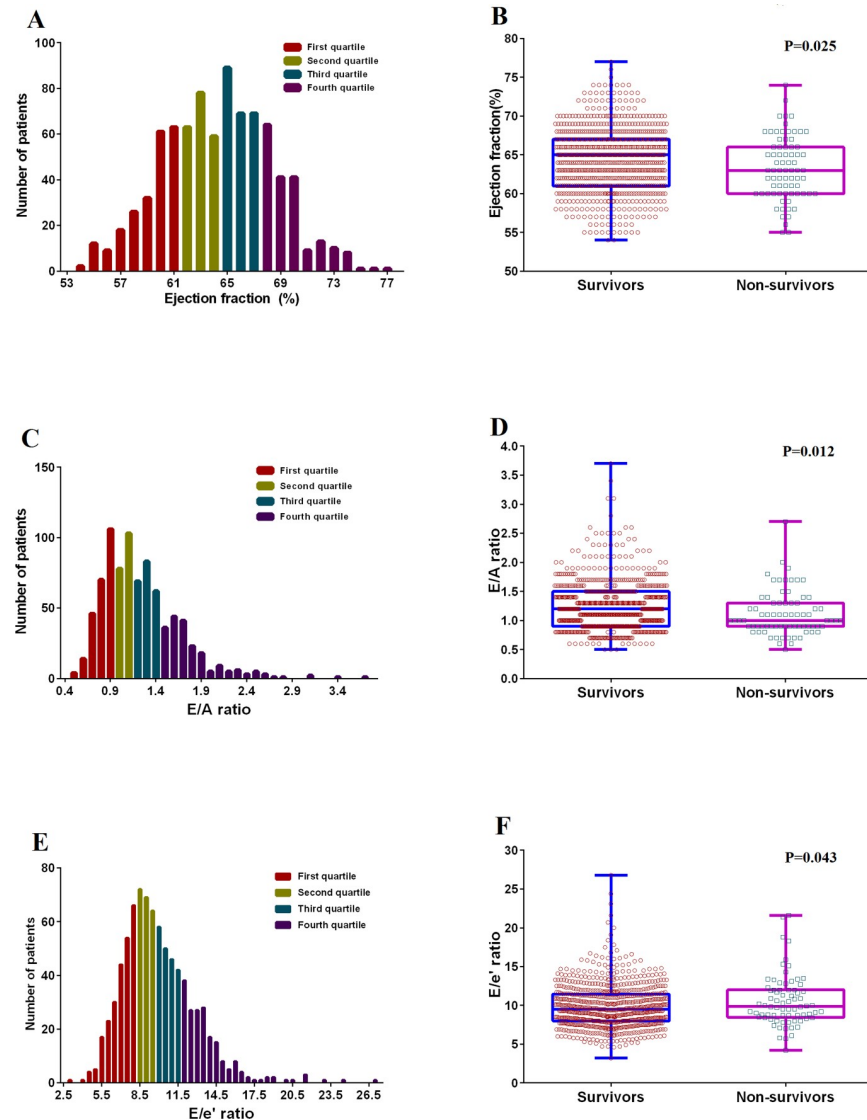 A
Number of patients
100
80
60
40
20
0
53 57 61 65 69 73 77
Ejection fraction (%)
First quartile
Second quartile
Third quartile
Fourth quartile
B
P=0.025
Ejection fraction(%)
80
75
70
65
60
55
50
Survivors Non-survivors
C
Number of patients
150
100
50
0
0.4 0.9 1.4 1.9 2.4 2.9 3.4
E/A ratio
First quartile
Second quartile
Third quartile
Fourth quartile
D
P=0.012
E/A ratio
4.0
3.5
3.0
2.5
2.0
1.5
1.0
0.5
0.0
Survivors Non-survivors
E
Number of patients
80
60
40
20
0
2.5 5.5 8.5 11.5 14.5 17.5 20.5 23.5 26.5
E/e' ratio
First quartile
Second quartile
Third quartile
Fourth quartile
F
P=0.043
E/e' ratio
30
25
20
15
10
5
0
Survivors Non-survivors